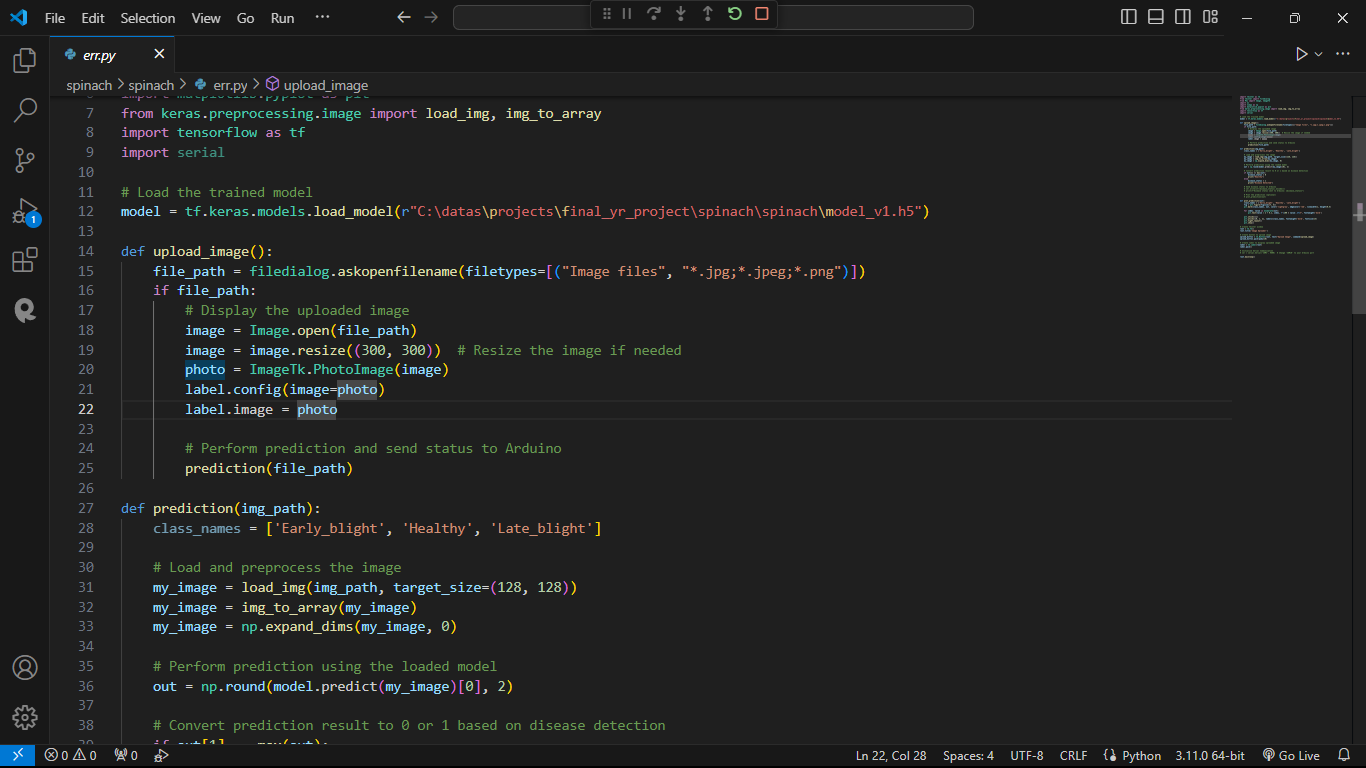 File Edit Selection View Go Run ···
err.py
spinach > spinach > err.py > upload_image
6 import matplotlib.pyplot as plt
7 from keras.preprocessing.image import load_img, img_to_array
8 import tensorflow as tf
9 import serial
10
11 # Load the trained model
12 model = tf.keras.models.load_model(r"C:\datas\projects\final_yr_project\spinach\spinach\model_v1.h5")
13
14 def upload_image():
15 file_path = filedialog.askopenfilename(filetypes=[("Image files", "*.jpg;*.jpeg;*.png")])
16 if file_path:
17 # Display the uploaded image
18 image = Image.open(file_path)
19 image = image.resize((300, 300)) # Resize the image if needed
20 photo = ImageTk.PhotoImage(image)
21 label.config(image=photo)
22 label.image = photo
23
24 # Perform prediction and send status to Arduino
25 prediction(file_path)
26
27 def prediction(img_path):
28 class_names = ['Early_blight', 'Healthy', 'Late_blight']
29
30 # Load and preprocess the image
31 my_image = load_img(img_path, target_size=(128, 128))
32 my_image = img_to_array(my_image)
33 my_image = np.expand_dims(my_image, 0)
34
35 # Perform prediction using the loaded model
36 out = np.round(model.predict(my_image)[0], 2)
37
38 # Convert prediction result to 0 or 1 based on disease detection
1
0 0 0 Ln 22, Col 28 Spaces: 4 UTF-8 CRLF Python 3.11.0 64-bit Go Live